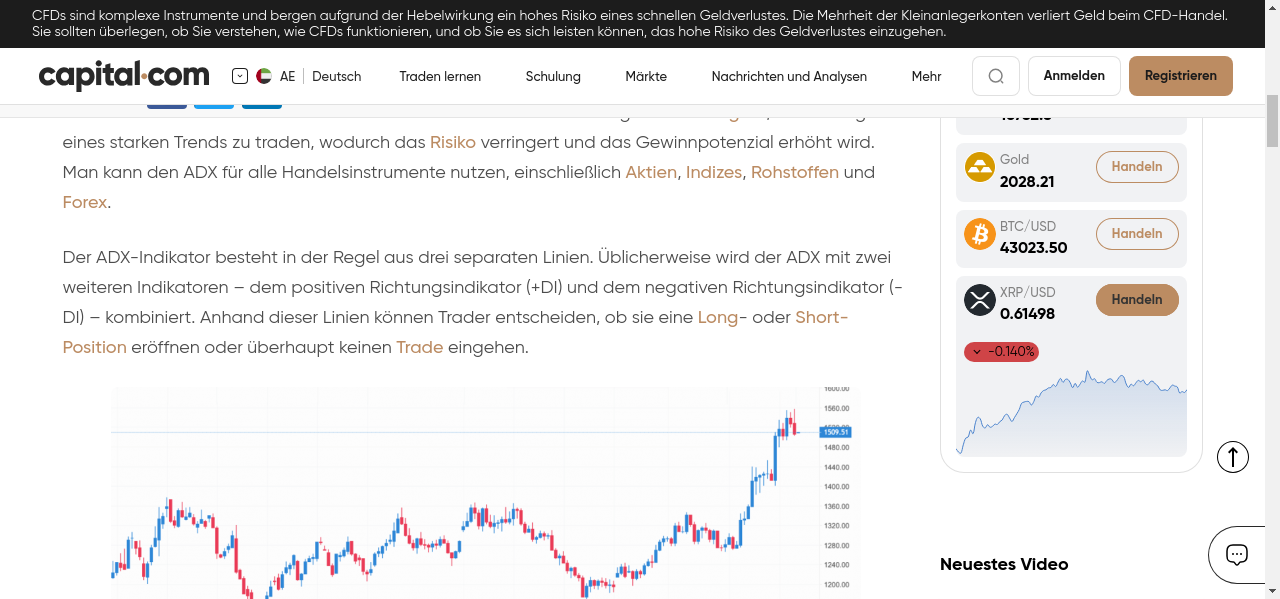 CFDs sind komplexe Instrumente und bergen aufgrund der Hebelwirkung ein hohes Risiko eines schnellen Geldverlustes. Die Mehrheit der Kleinanlegerkonten verliert Geld beim CFD-Handel.
Sie sollten überlegen, ob Sie verstehen, wie CFDs funktionieren, und ob Sie es sich leisten können, das hohe Risiko des Geldverlustes einzugehen.
capital.com
AE
Deutsch
Traden lernen
Schulung
Märkte
Nachrichten und Analysen
Mehr
Anmelden
Registrieren
eines starken Trends zu traden, wodurch das Risiko verringert und das Gewinnpotenzial erhöht wird.
Man kann den ADX für alle Handelsinstrumente nutzen, einschließlich Aktien, Indizes, Rohstoffen und
Forex.
Der ADX-Indikator besteht in der Regel aus drei separaten Linien. Üblicherweise wird der ADX mit zwei
weiteren Indikatoren – dem positiven Richtungsindikator (+DI) und dem negativen Richtungsindikator (-
DI) – kombiniert. Anhand dieser Linien können Trader entscheiden, ob sie eine Long- oder Short-
Position eröffnen oder überhaupt keinen Trade eingehen.
1600.00
1560.00
1509.51
1480.00
1440.00
1400.00
1360.00
1320.00
1280.00
1240.00
1200.00
Gold
2028.21
Handeln
BTC/USD
43023.50
Handeln
XRP/USD
0.61498
Handeln
-0.140%
Neuestes Video